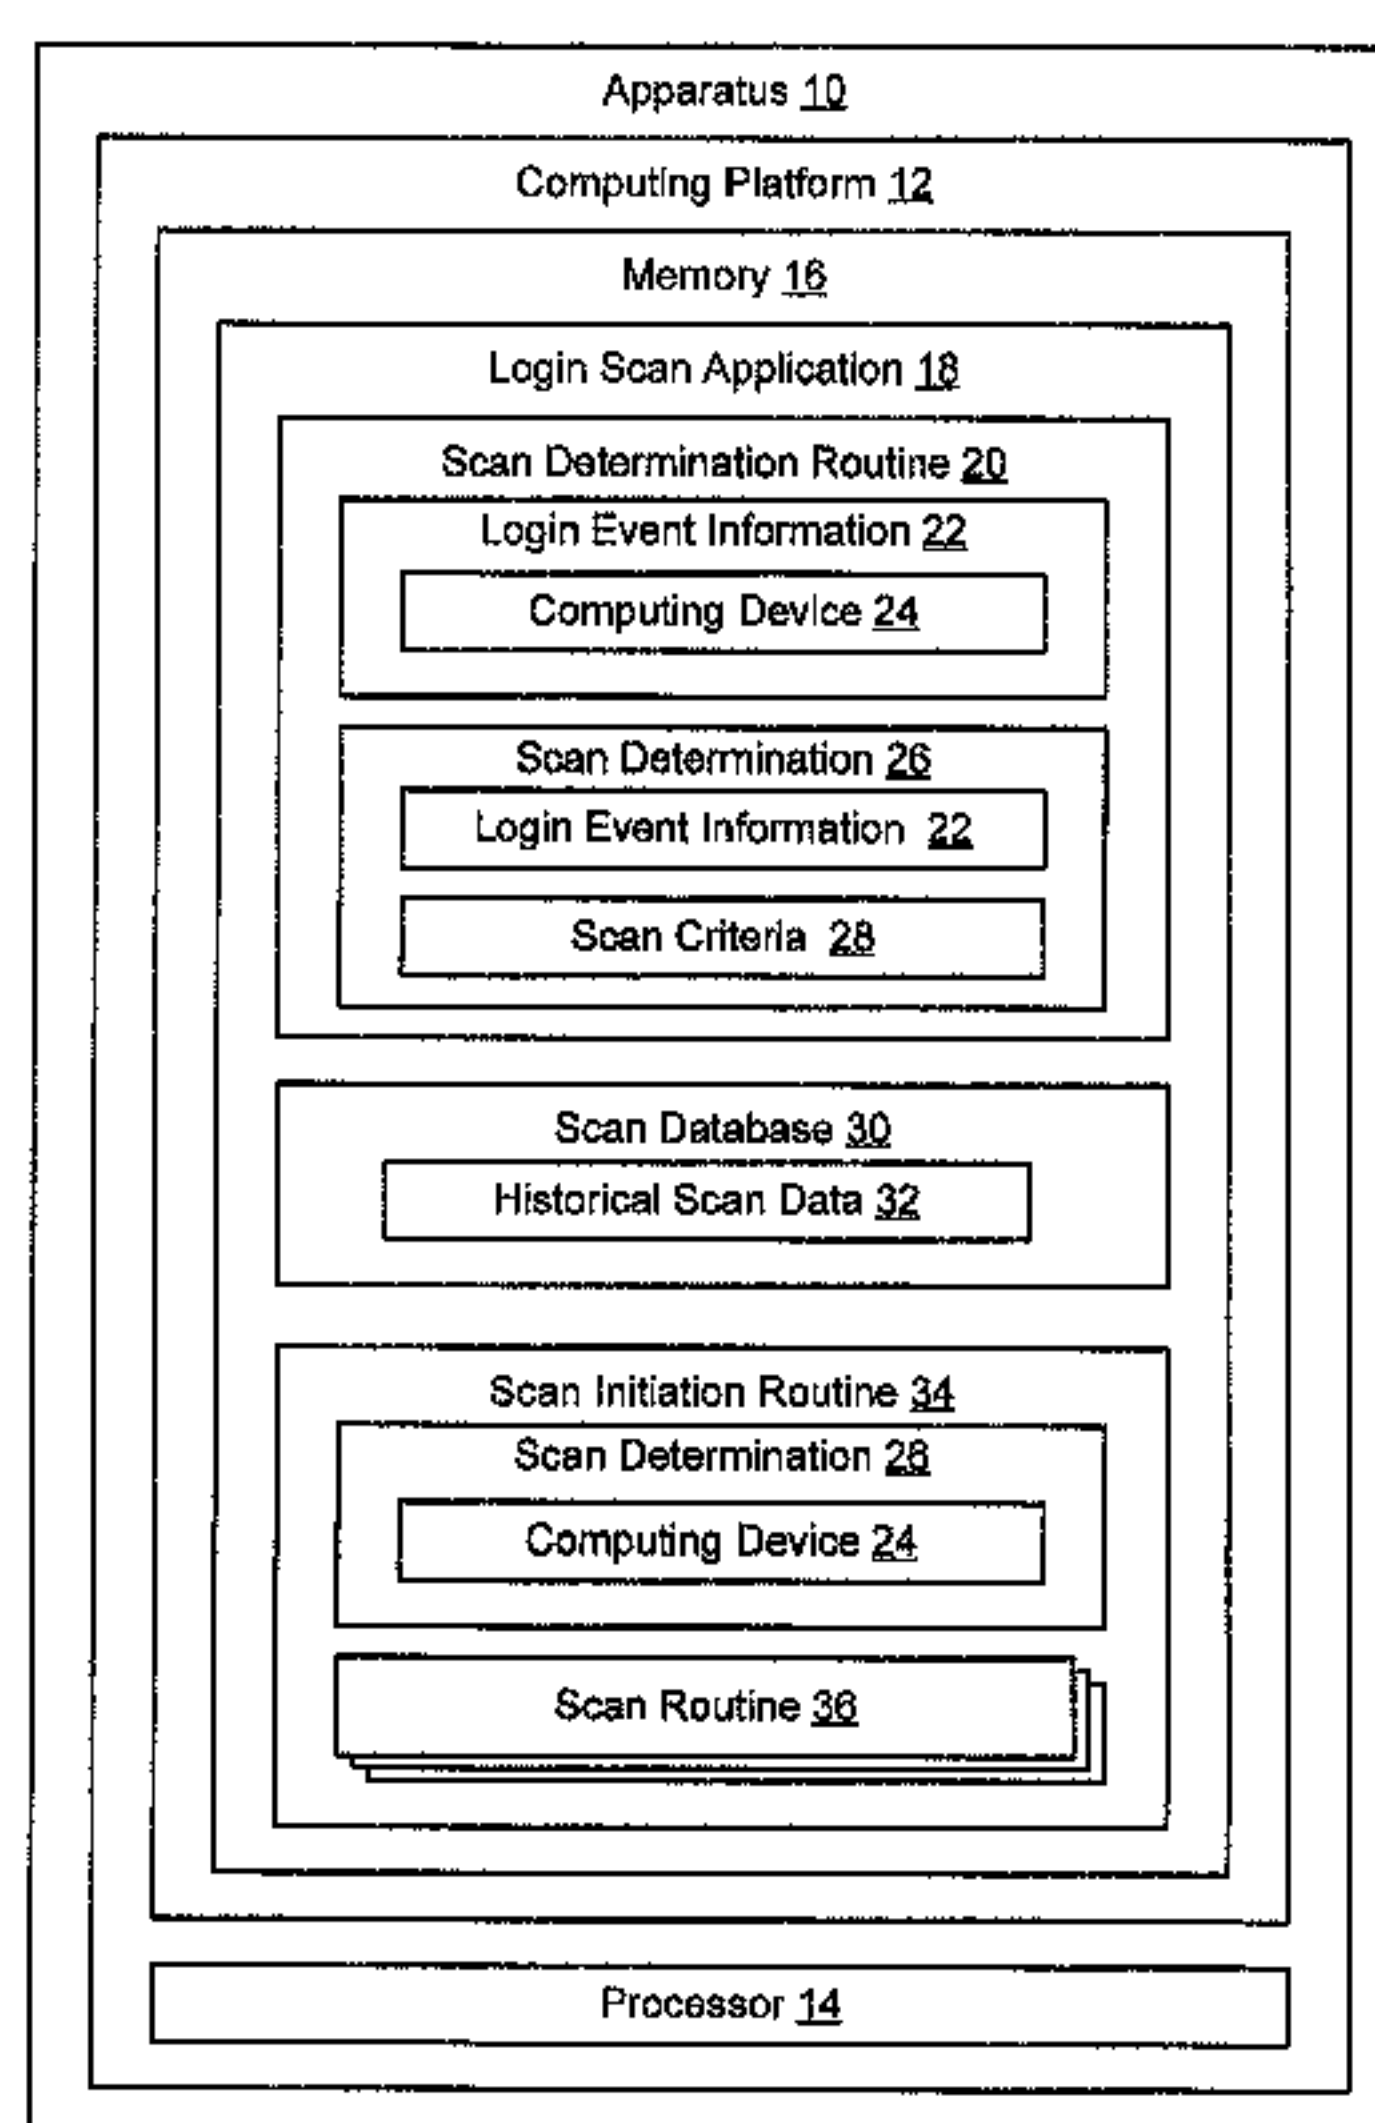 Apparatus 10
Computing Platform 12
Memory 16
Login Scan Application 18
Scan Determination Routine 20
Login Event Information 22
Computing Device 24
Scan Determination 26
Login Event Information 22
Scan Criteria 28
Scan Database 30
Historical Scan Data 32
Scan Initiation Routine 34
Scan Determination 26
Computing Device 24
Scan Routine 36
Processor 14